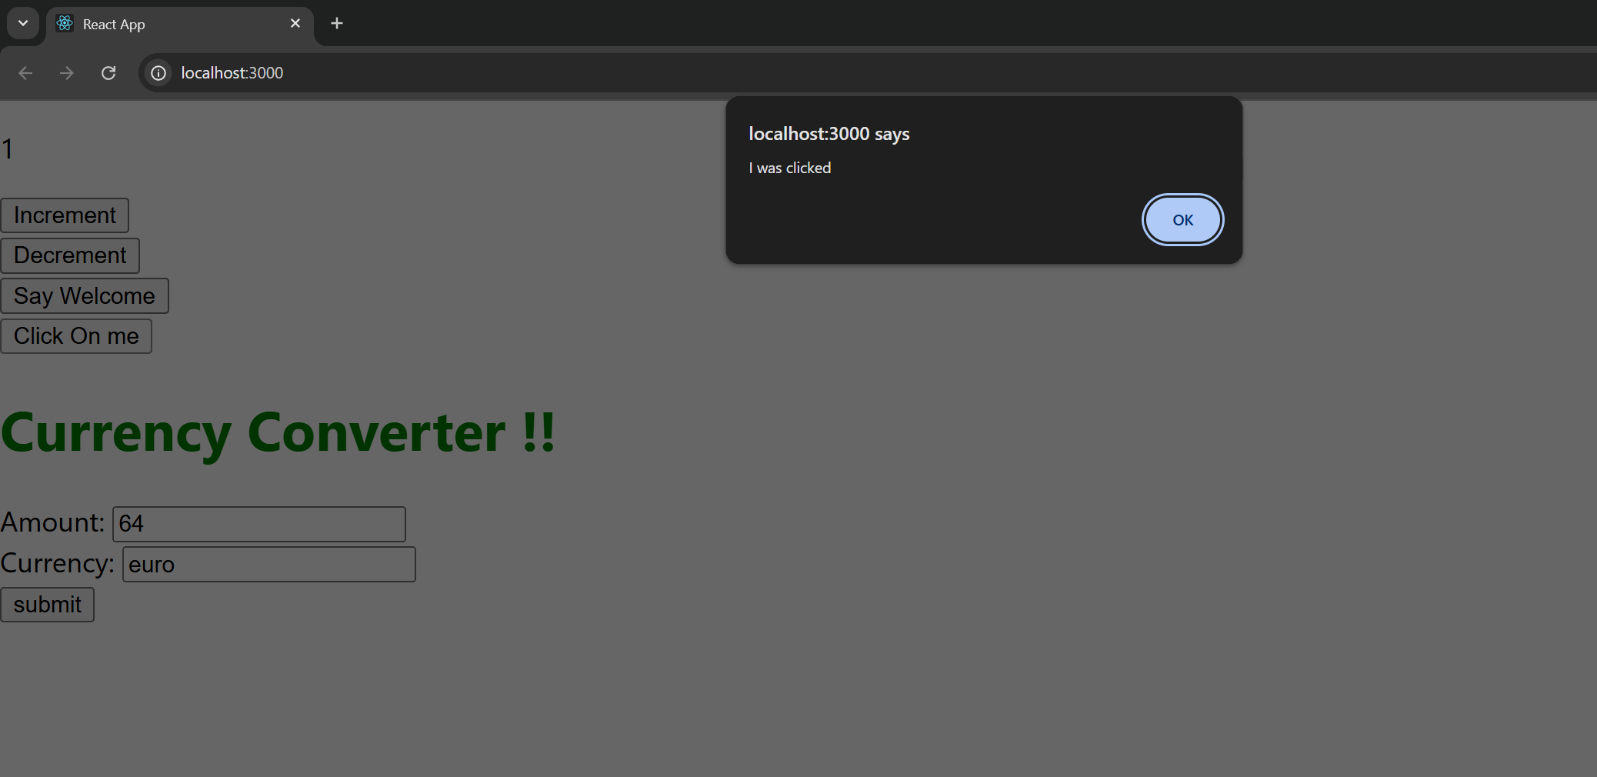 React App
localhost:3000
localhost:3000 says
I was clicked
OK
1
Increment
Decrement
Say Welcome
Click On me
Currency Converter !!
Amount: 64
Currency: euro
submit